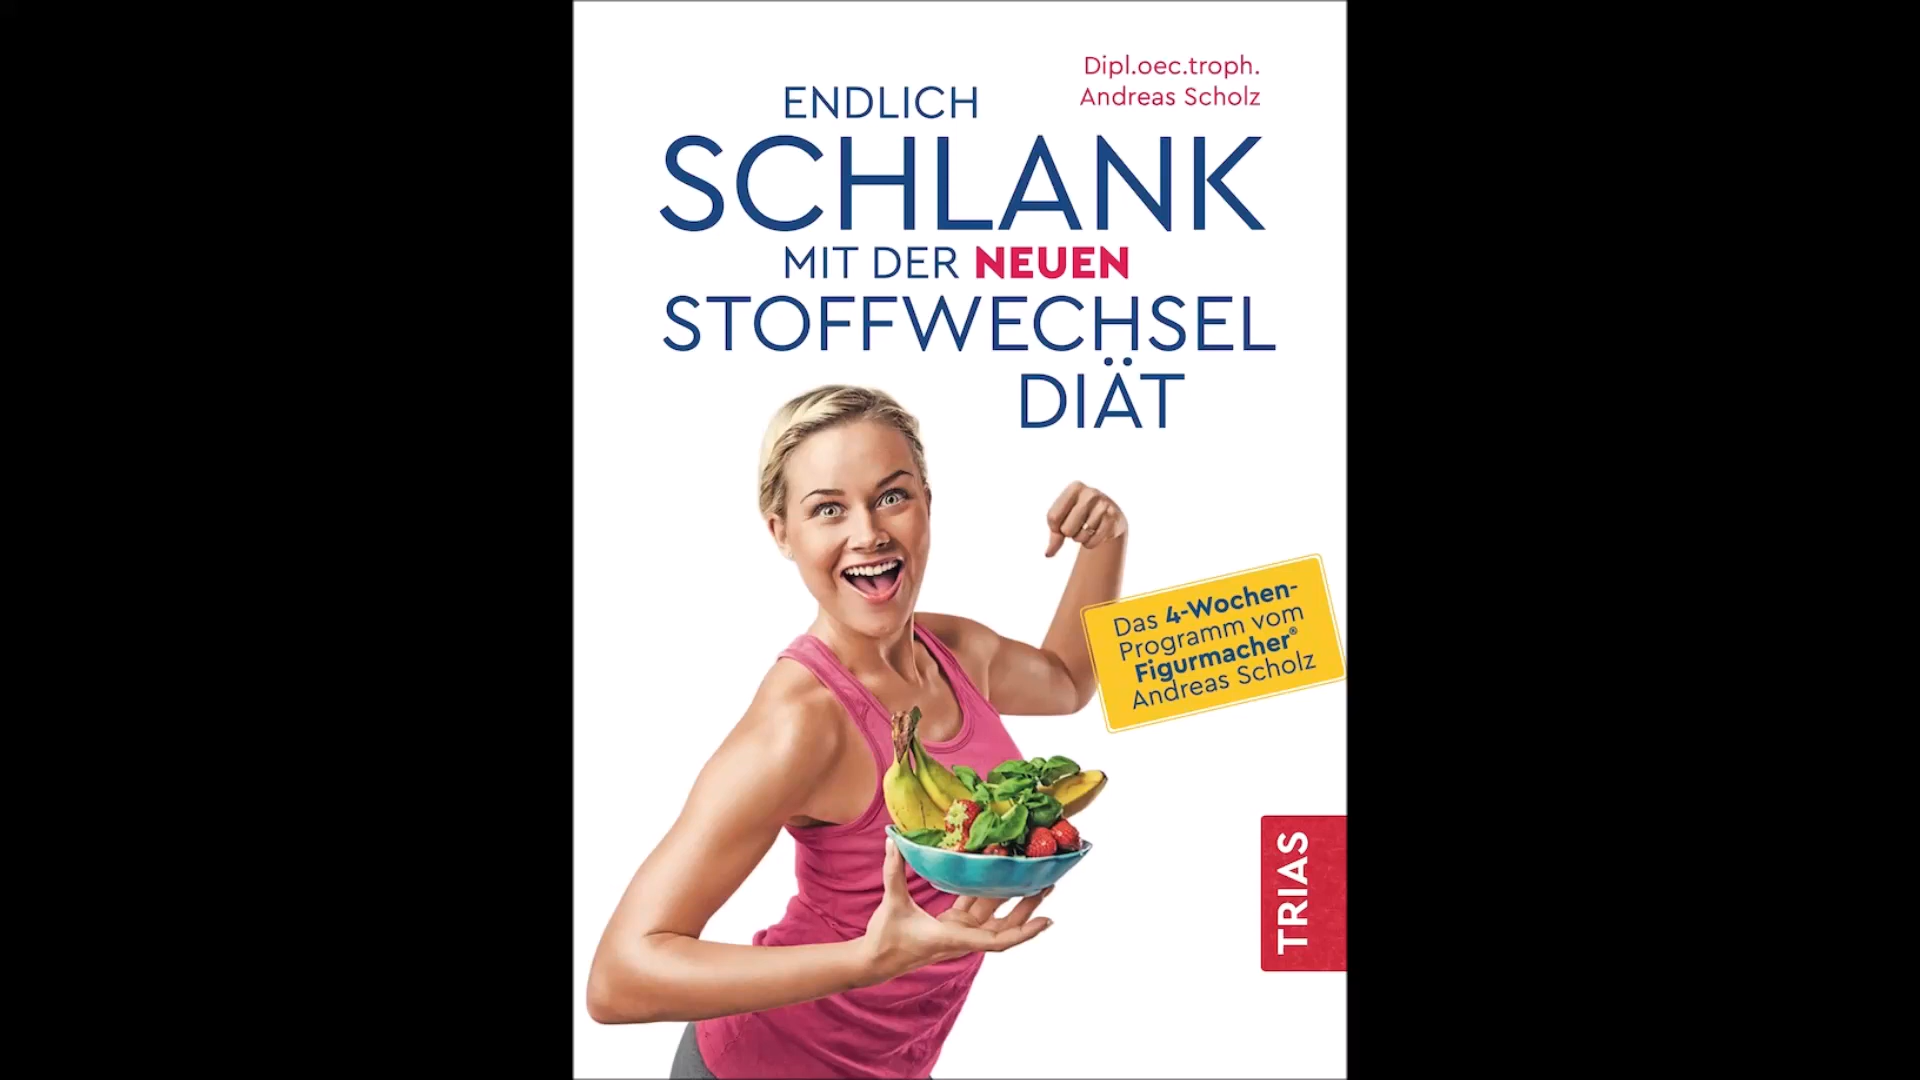 Dipl.oec.troph.
Andreas Scholz
ENDLICH
SCHLANK
MIT DER NEUEN
STOFFWECHSEL
DIÄT
Das 4-Wochen-
Programm vom
Figurmacher®
Andreas Scholz
TRIAS